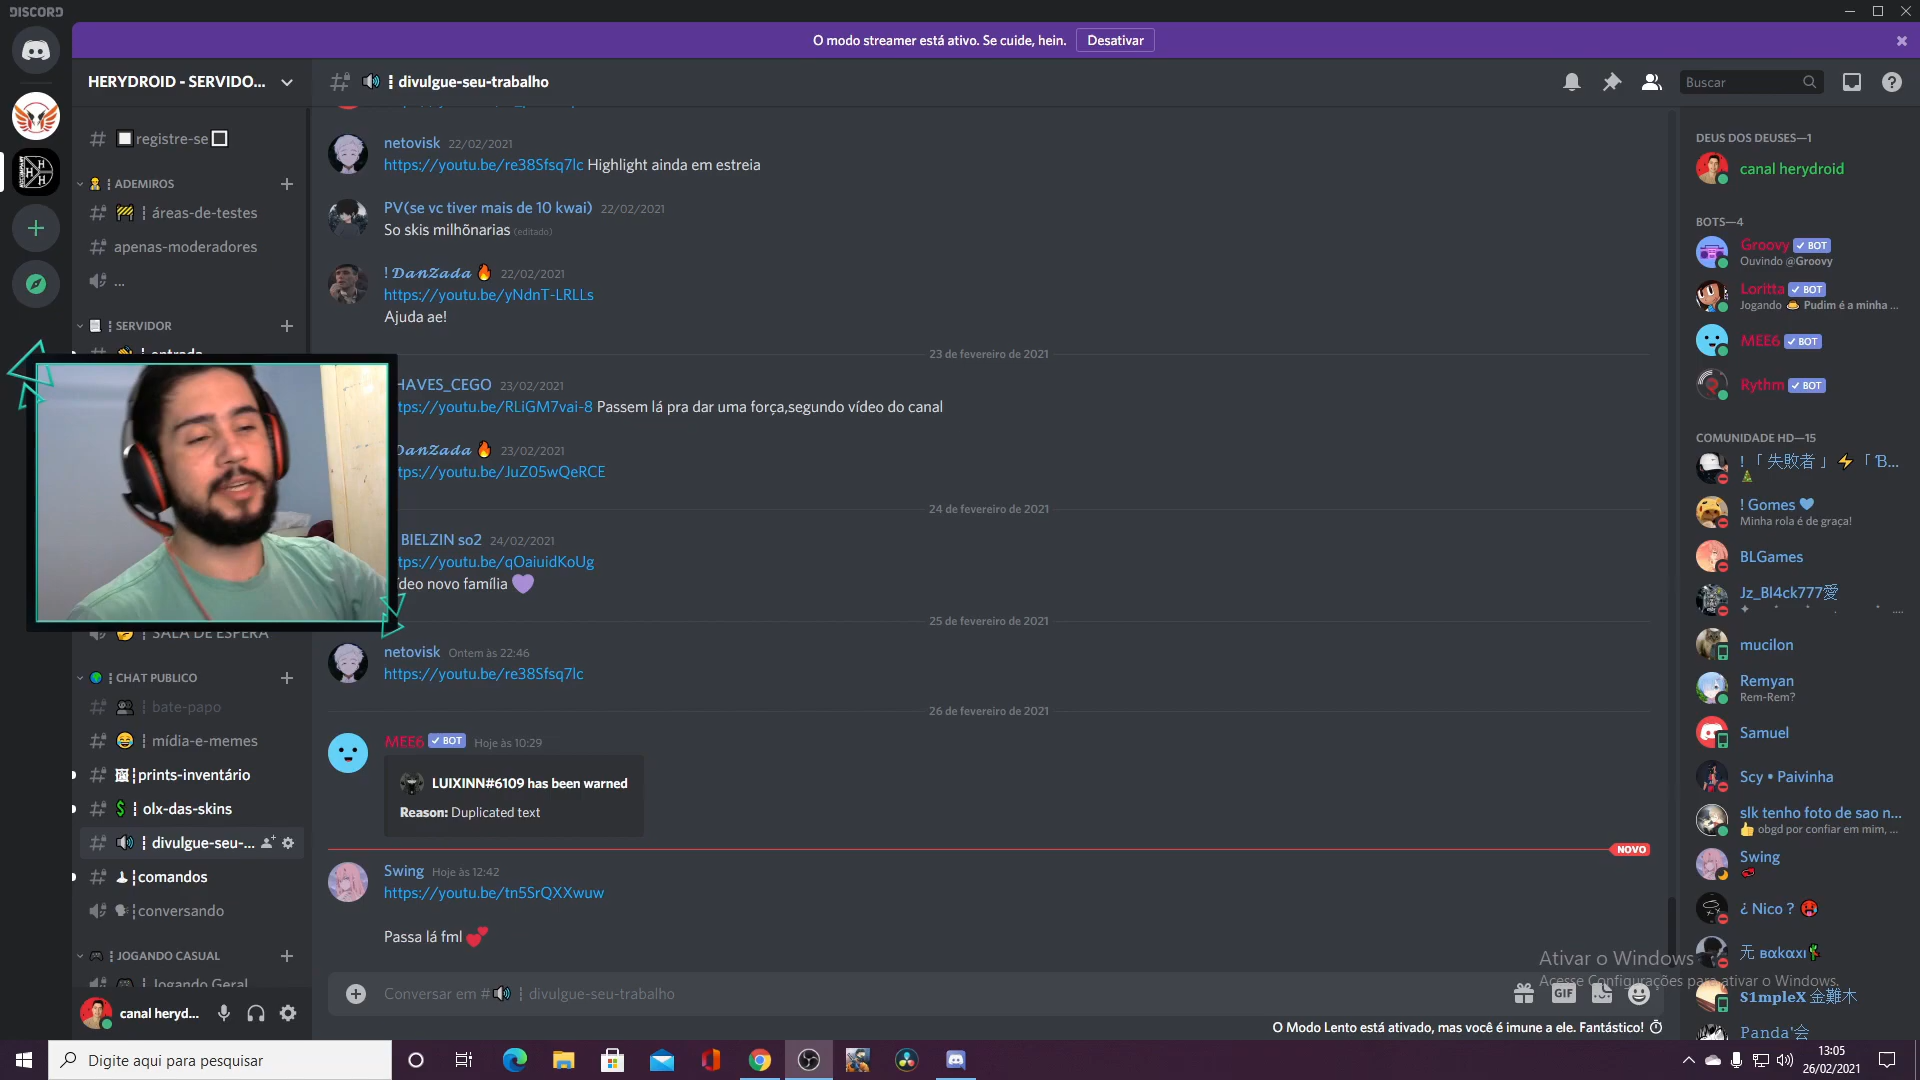 DISCORD
O modo streamer está ativo. Se cuide, hein. Desativar
HERYDROID - SERVIDO...
divulgue-seu-trabalho
Buscar
registre-se
ADEMIROS
áreas-de-testes
apenas-moderadores
...
SERVIDOR
entrada
SALA DE ESPERA
CHAT PUBLICO
bate-papo
mídia-e-memes
prints-inventário
olx-das-skins
divulgue-seu-...
comandos
conversando
JOGANDO CASUAL
Jogando Geral
canal heryd...
netovisk 22/02/2021
https://youtu.be/re38Sfsq7lc Highlight ainda em estreia
PV(se vc tiver mais de 10 kwai) 22/02/2021
So skis milhõnarias (editado)
! 𝓓𝓪𝓷𝓩𝓪𝓭𝓪 🔥 22/02/2021
https://youtu.be/yNdnT-LRLLs
Ajuda ae!
23 de fevereiro de 2021
HAVES_CEGO 23/02/2021
tps://youtu.be/RLiGM7vai-8 Passem lá pra dar uma força,segundo vídeo do canal
𝓓𝓪𝓷𝓩𝓪𝓭𝓪 🔥 23/02/2021
tps://youtu.be/JuZ05wQeRCE
24 de fevereiro de 2021
BIELZIN so2 24/02/2021
tps://youtu.be/qOaiuidKoUg
deo novo família 💜
25 de fevereiro de 2021
netovisk Ontem às 22:46
https://youtu.be/re38Sfsq7lc
26 de fevereiro de 2021
MEE6 BOT Hoje às 10:29
LUIXINN#6109 has been warned
Reason: Duplicated text
NOVO
Swing Hoje às 12:42
https://youtu.be/tn5SrQXXwuw
Passa lá fml 💕
Conversar em # divulgue-seu-trabalho
GIF
O Modo Lento está ativado, mas você é imune a ele. Fantástico!
DEUS DOS DEUSES—1
canal herydroid
BOTS—4
Groovy BOT
Ouvindo @Groovy
Loritta BOT
Jogando 🍮 Pudim é a minha ...
MEE6 BOT
Rythm BOT
COMUNIDADE HD—15
! 「 失敗者 」 ⚡ 「 B...
! Gomes 💙
Minha rola é de graça!
BLGames
Jz_Bl4ck777愛
mucilon
Remyan
Rem-Rem?
Samuel
Scy • Paivinha
slk tenho foto de sao n...
👍 obgd por confiar em mim, ...
Swing
¿ Nico ? 🥵
无 вαkαxι
S1mpleX 金難木
Panda'会
Ativar o Windows
Acesse Configurações para ativar o Windows.
Digite aqui para pesquisar
13:05
26/02/2021